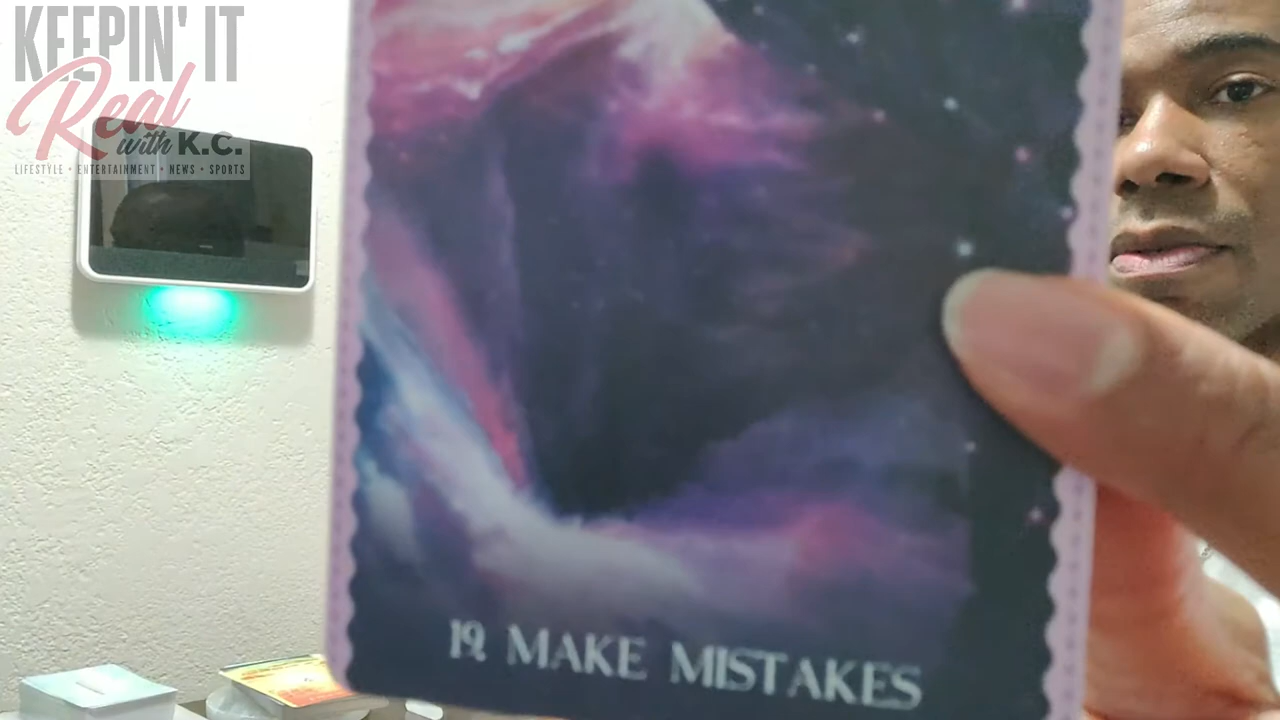 KEEPIN' IT
Real
with K.C.
LIFESTYLE • ENTERTAINMENT • NEWS • SPORTS
19. MAKE MISTAKES